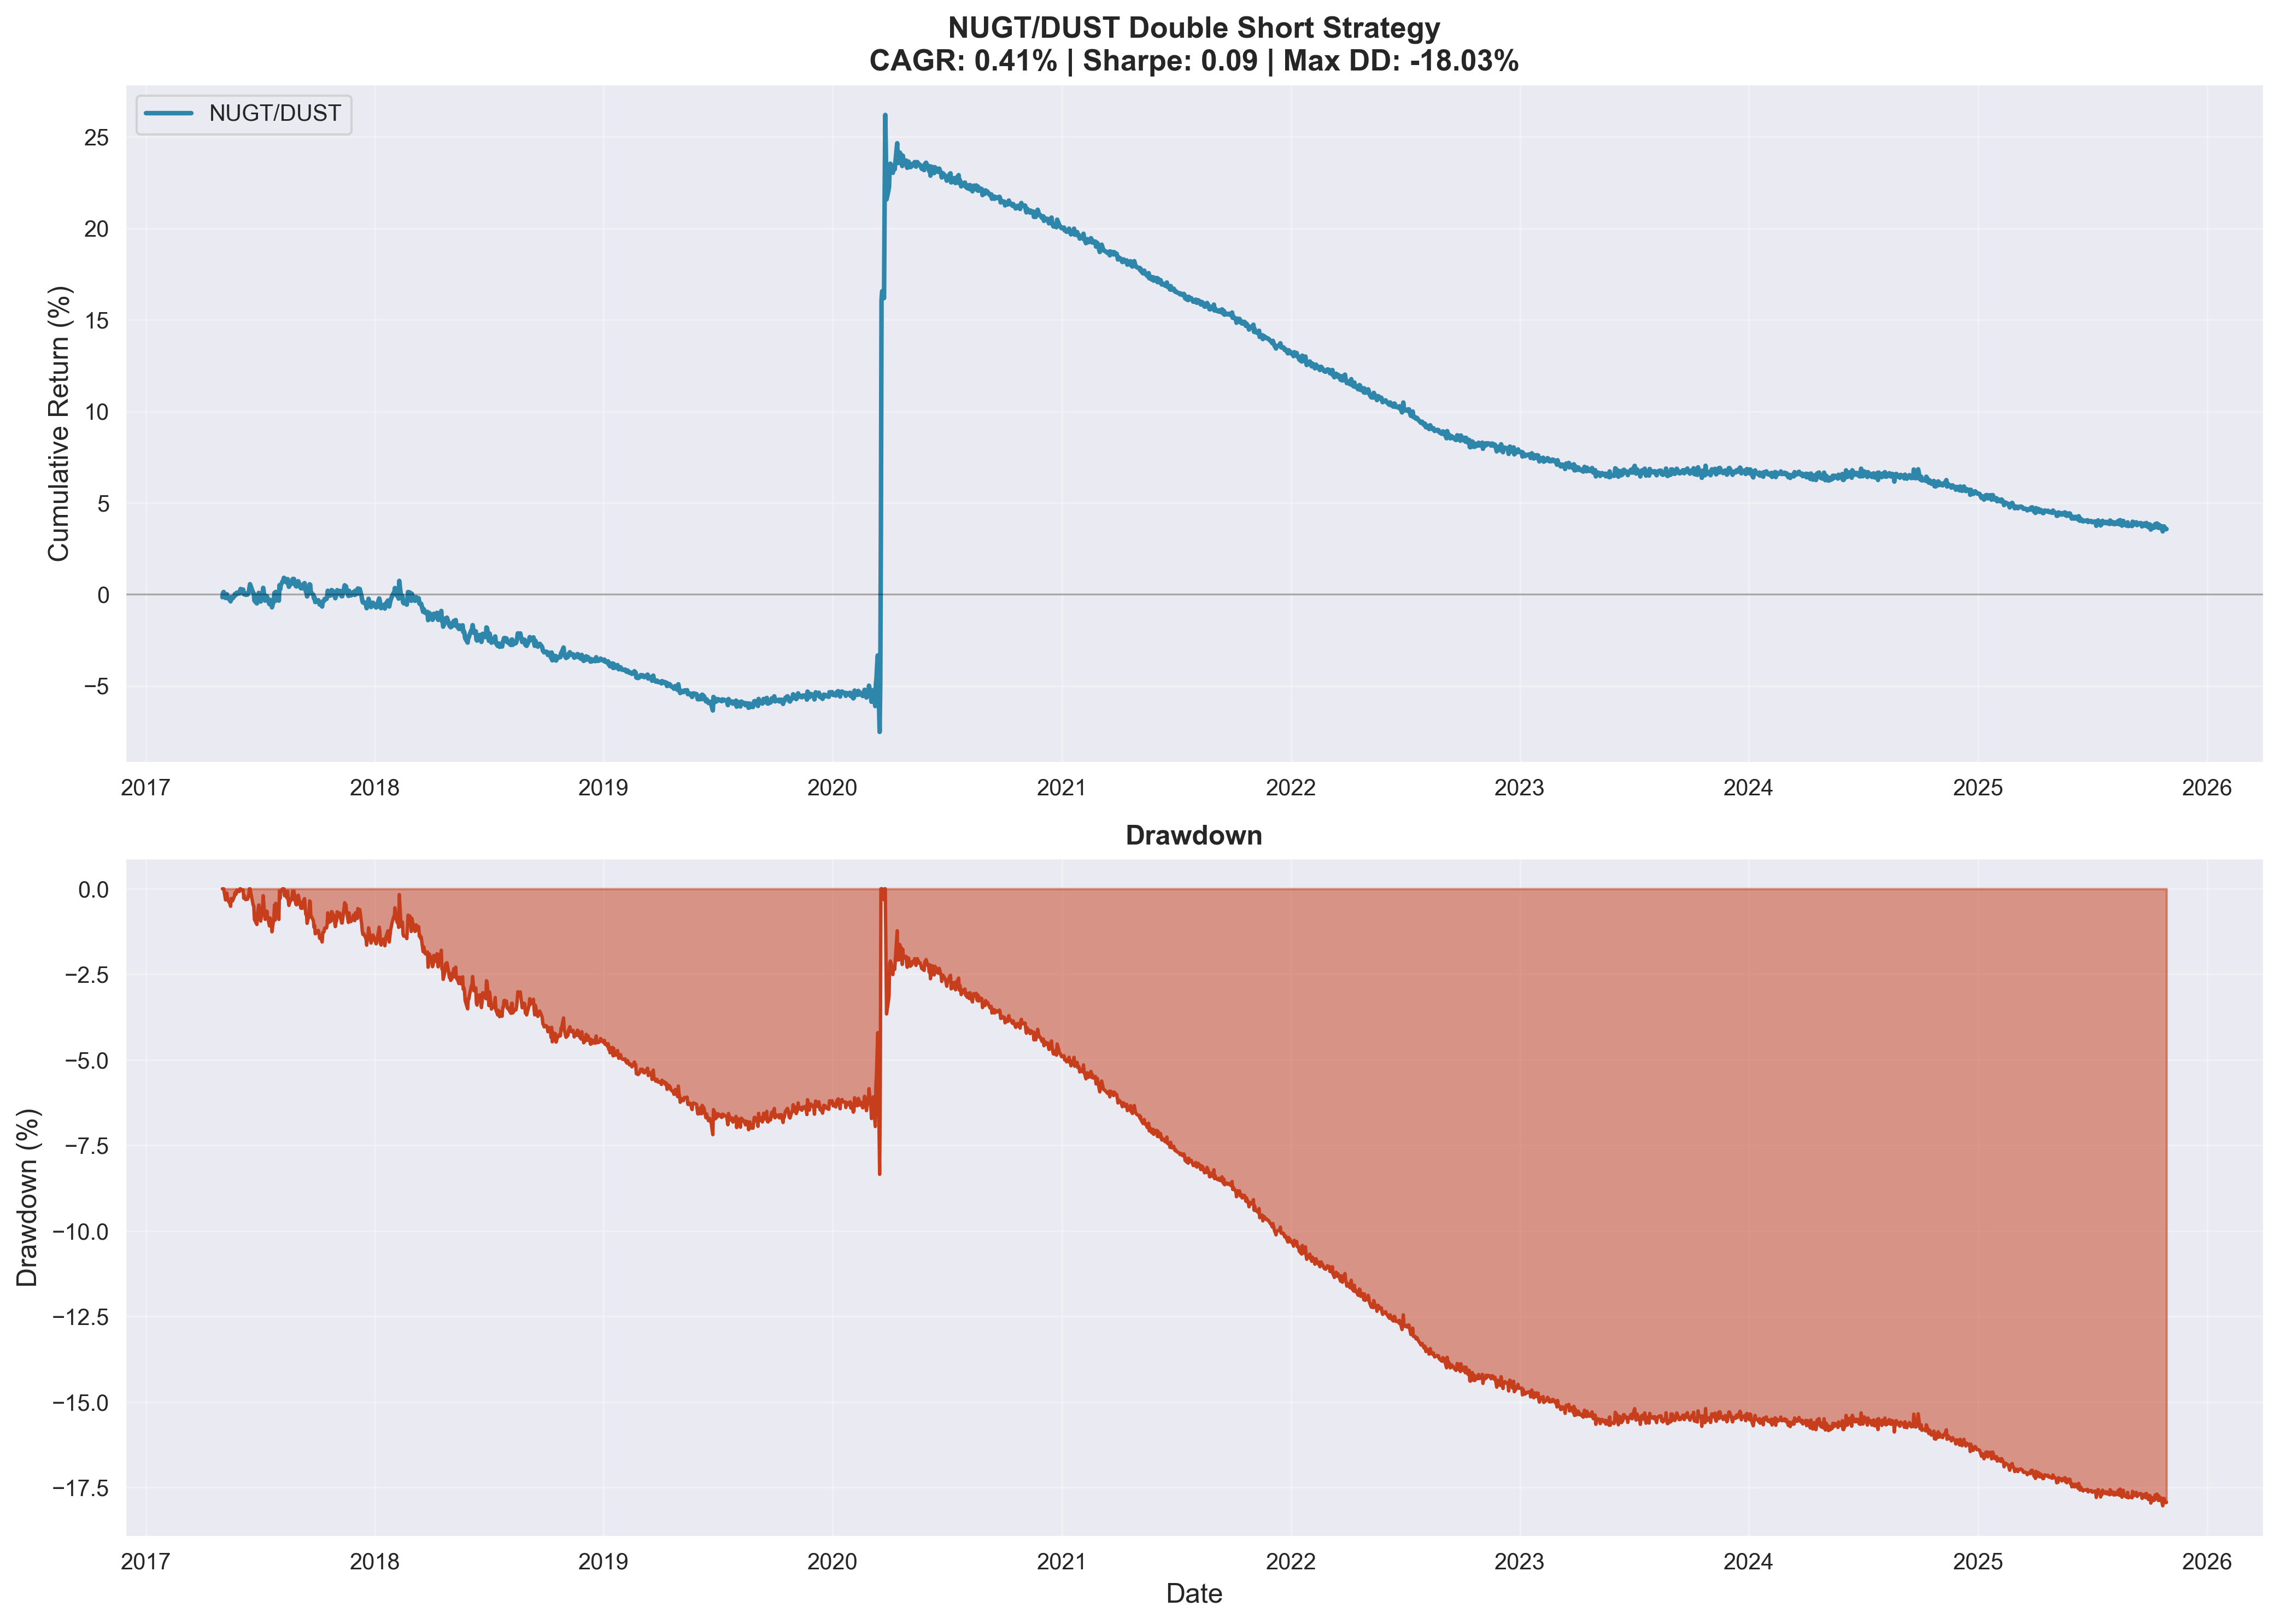 NUGT/DUST Double Short Strategy
CAGR: 0.41% | Sharpe: 0.09 | Max DD: -18.03%
NUGT/DUST
Cumulative Return (%)
25
20
15
10
5
0
−5
2017 2018 2019 2020 2021 2022 2023 2024 2025 2026
Drawdown
Drawdown (%)
0.0
−2.5
−5.0
−7.5
−10.0
−12.5
−15.0
−17.5
2017 2018 2019 2020 2021 2022 2023 2024 2025 2026
Date